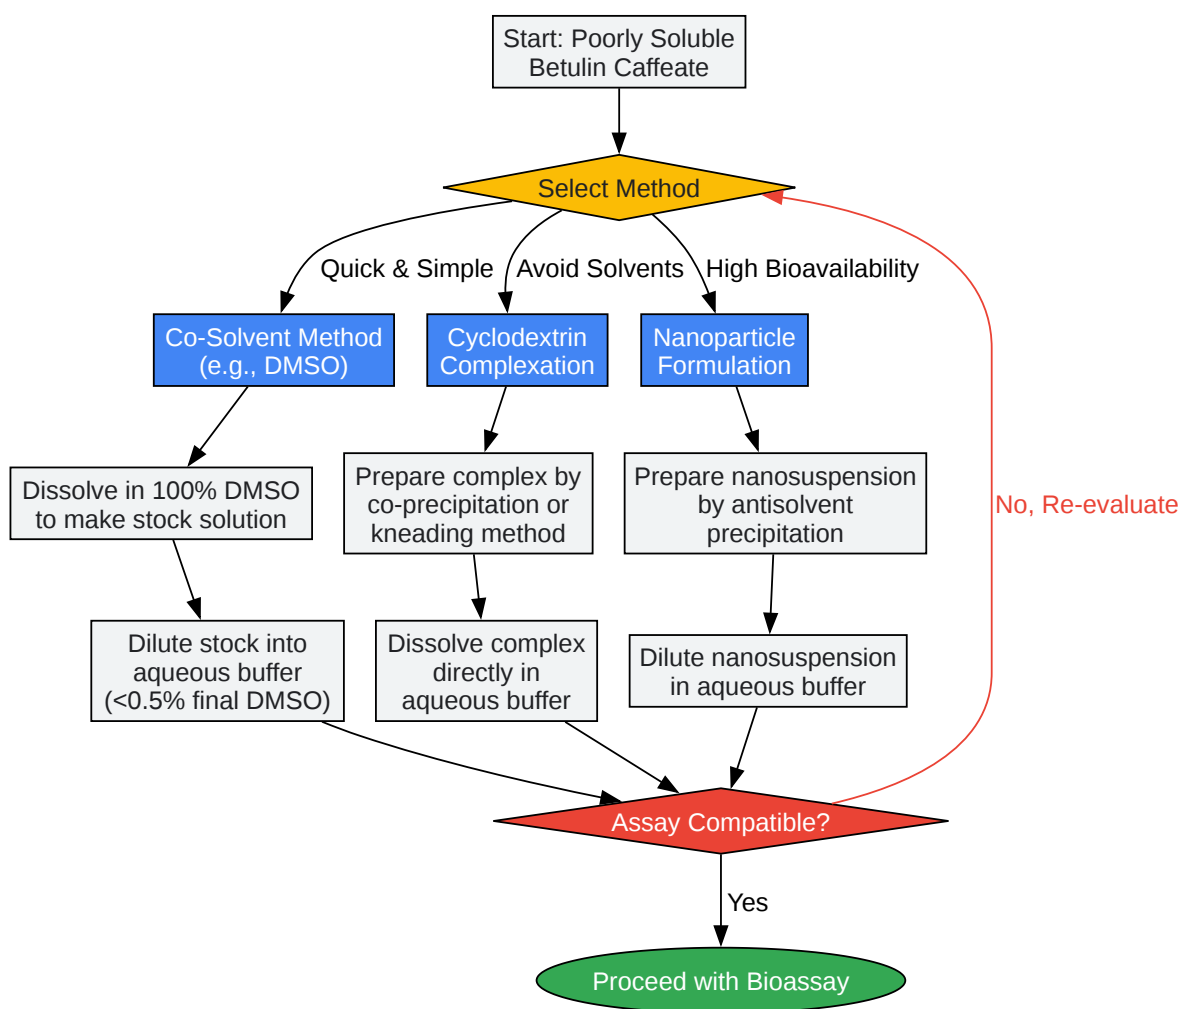 Start: Poorly Soluble
Betulin Caffeate
Select Method
Quick & Simple
Avoid Solvents
High Bioavailability
Co-Solvent Method
(e.g., DMSO)
Cyclodextrin
Complexation
Nanoparticle
Formulation
Dissolve in 100% DMSO
to make stock solution
Prepare complex by
co-precipitation or
kneading method
Prepare nanosuspension
by antisolvent
precipitation
No, Re-evaluate
Dilute stock into
aqueous buffer
(<0.5% final DMSO)
Dissolve complex
directly in
aqueous buffer
Dilute nanosuspension
in aqueous buffer
Assay Compatible?
Yes
Proceed with Bioassay